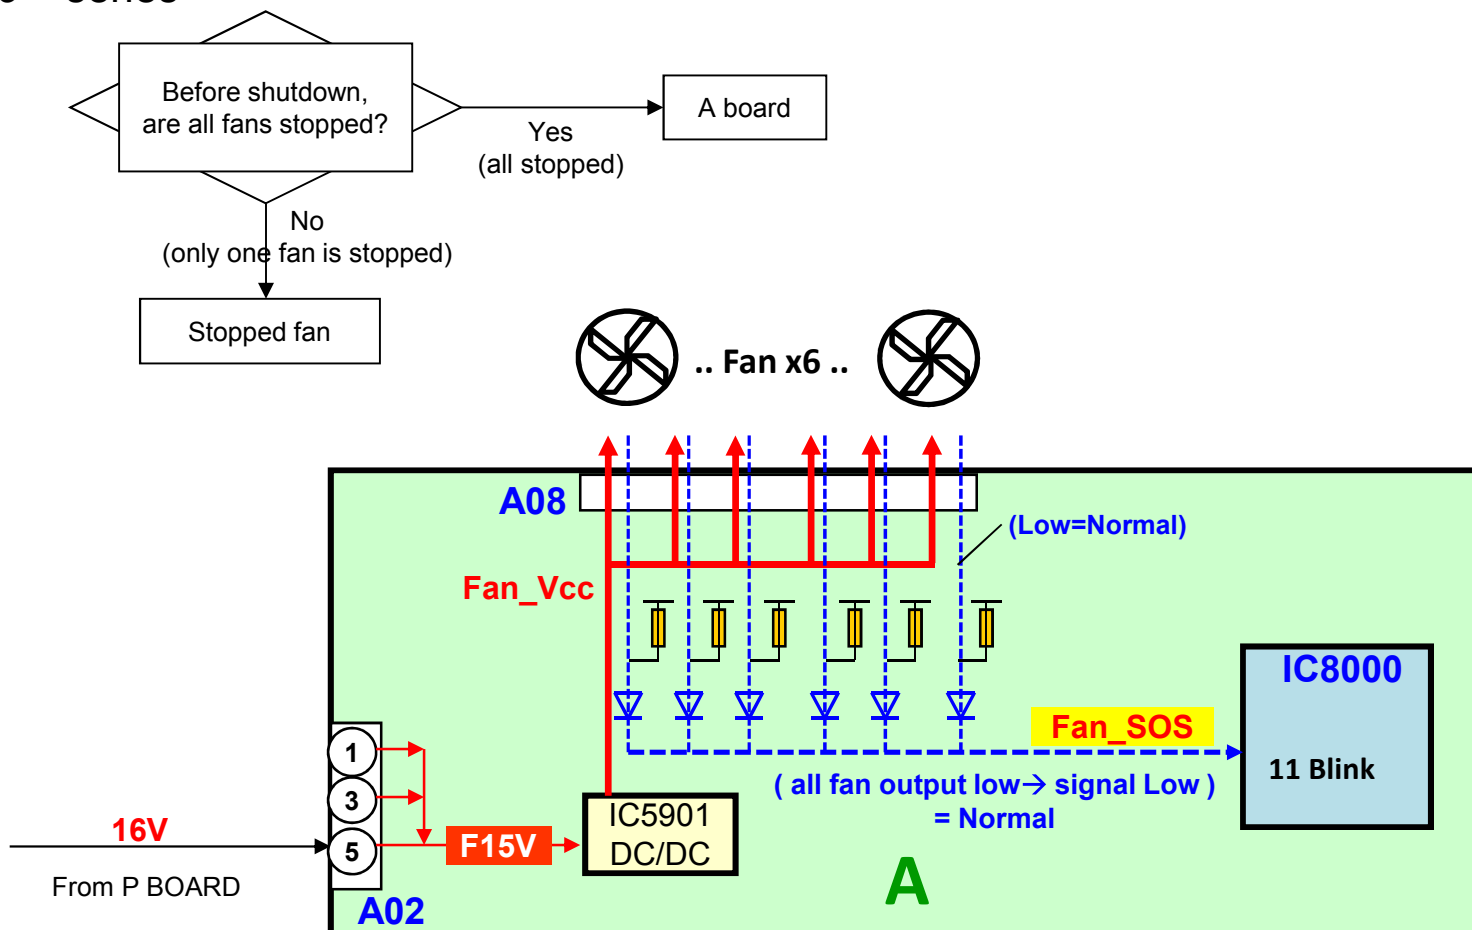 Before shutdown,
are all fans stopped?
A board
Yes
(all stopped)
No
(only one fan is stopped)
Stopped fan
.. Fan x6 ..
A08
(Low=Normal)
Fan_Vcc
IC8000
Fan_SOS
11 Blink
( all fan output low→ signal Low )
= Normal
1
3
5
16V
F15V
IC5901
DC/DC
From P BOARD
A02
A